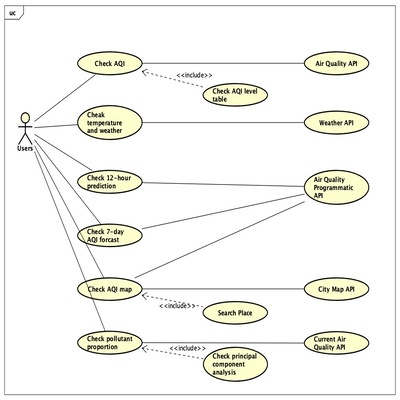 uc
Check AQI
Air Quality API
<<include>>
Check AQI level
table
Cheak
temperature
and weather
Weather API
Users
Check 12-hour
prediction
Air Quality
Programmatic
API
Check 7-day
AQI forcast
Check AQI map
City Map API
<<include>>
Search Place
Check pollutant
proportion
Current Air
Quality API
<<include>>
Check principal
component
analysis